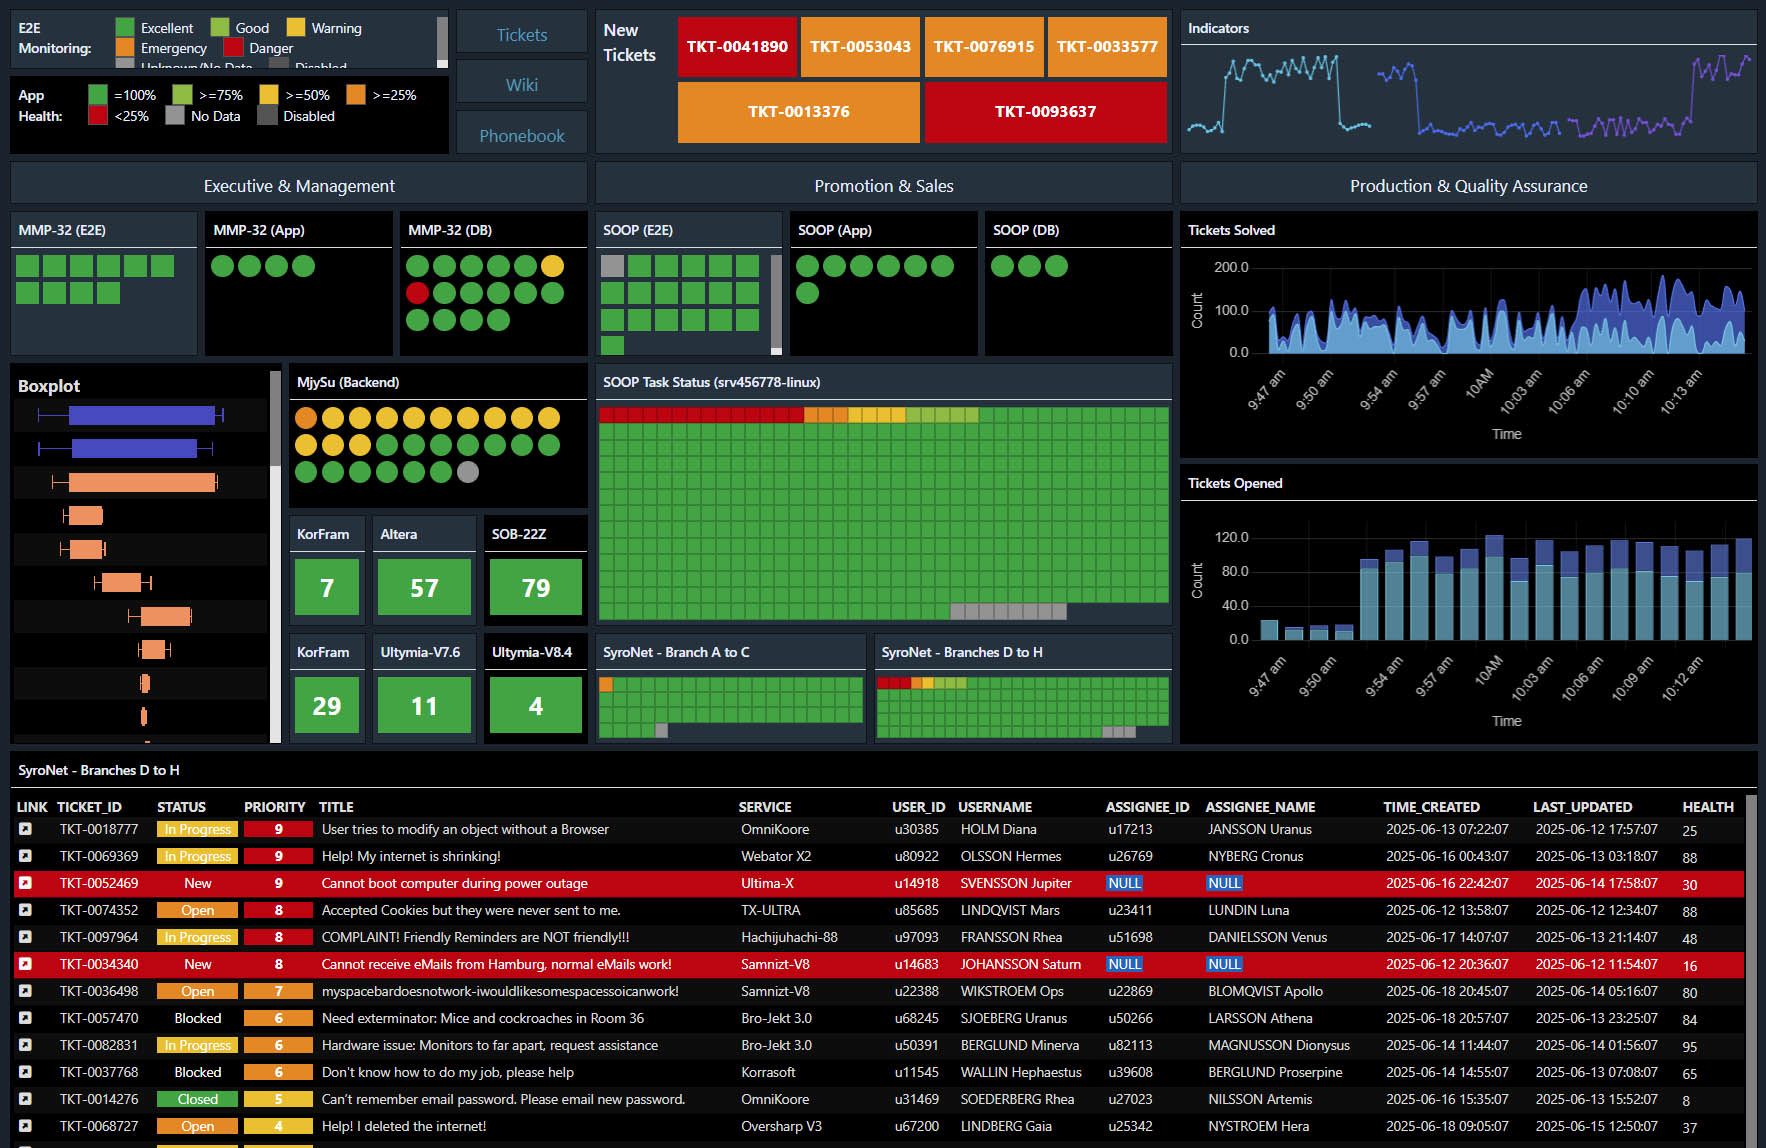 E2E Monitoring:
Excellent Good Warning
Emergency Danger
Unknown/No Data Disabled
App Health:
=100% >=75% >=50% >=25%
<25% No Data Disabled
Tickets
Wiki
Phonebook
New Tickets
TKT-0041890 TKT-0053043 TKT-0076915 TKT-0033577
TKT-0013376 TKT-0093637
Indicators
Executive & Management
Promotion & Sales
Production & Quality Assurance
MMP-32 (E2E)
MMP-32 (App)
MMP-32 (DB)
SOOP (E2E)
SOOP (App)
SOOP (DB)
Tickets Solved
200.0
100.0
0.0
Count
9:47 am 9:50 am 9:54 am 9:57 am 10AM 10:03 am 10:06 am 10:10 am 10:13 am
Time
Boxplot
MjySu (Backend)
SOOP Task Status (srv456778-linux)
Tickets Opened
120.0
80.0
40.0
0.0
Count
9:47 am 9:50 am 9:54 am 9:57 am 10AM 10:03 am 10:06 am 10:09 am 10:12 am
Time
KorFram
7
Altera
57
SOB-22Z
79
KorFram
29
Ultymia-V7.6
11
Ultymia-V8.4
4
SyroNet - Branch A to C
SyroNet - Branches D to H
SyroNet - Branches D to H
LINK TICKET_ID STATUS PRIORITY TITLE SERVICE USER_ID USERNAME ASSIGNEE_ID ASSIGNEE_NAME TIME_CREATED LAST_UPDATED HEALTH
TKT-0018777 In Progress 9 User tries to modify an object without a Browser OmniKoore u30385 HOLM Diana u17213 JANSSON Uranus 2025-06-13 07:22:07 2025-06-12 17:57:07 25
TKT-0069369 In Progress 9 Help! My internet is shrinking! Webator X2 u80922 OLSSON Hermes u26769 NYBERG Cronus 2025-06-16 00:43:07 2025-06-13 03:18:07 88
TKT-0052469 New 9 Cannot boot computer during power outage Ultima-X u14918 SVENSSON Jupiter NULL NULL 2025-06-16 22:42:07 2025-06-14 17:58:07 30
TKT-0074352 Open 8 Accepted Cookies but they were never sent to me. TX-ULTRA u85685 LINDQVIST Mars u23411 LUNDIN Luna 2025-06-12 13:58:07 2025-06-12 12:34:07 88
TKT-0097964 In Progress 8 COMPLAINT! Friendly Reminders are NOT friendly!!! Hachijuhachi-88 u97093 FRANSSON Rhea u51698 DANIELSSON Venus 2025-06-17 14:07:07 2025-06-13 21:14:07 48
TKT-0034340 New 8 Cannot receive eMails from Hamburg, normal eMails work! Samnizt-V8 u14683 JOHANSSON Saturn NULL NULL 2025-06-12 20:36:07 2025-06-12 11:54:07 16
TKT-0036498 Open 7 myspacebardoesnotwork-iwouldlikesomespacessoicanwork! Samnizt-V8 u22388 WIKSTROEM Ops u22869 BLOMQVIST Apollo 2025-06-18 20:45:07 2025-06-14 05:16:07 80
TKT-0057470 Blocked 6 Need exterminator: Mice and cockroaches in Room 36 Bro-Jekt 3.0 u68245 SJOEBERG Uranus u50266 LARSSON Athena 2025-06-18 20:57:07 2025-06-13 23:25:07 84
TKT-0082831 In Progress 6 Hardware issue: Monitors to far apart, request assistance Bro-Jekt 3.0 u50391 BERGLUND Minerva u82113 MAGNUSSON Dionysus 2025-06-14 11:44:07 2025-06-14 01:56:07 95
TKT-0037768 Blocked 6 Don't know how to do my job, please help Korrasoft u11545 WALLIN Hephaestus u39608 BERGLUND Proserpine 2025-06-14 14:55:07 2025-06-13 07:08:07 65
TKT-0014276 Closed 5 Can't remember email password. Please email new password. OmniKoore u31469 SOEDERBERG Rhea u27023 NILSSON Artemis 2025-06-16 15:35:07 2025-06-13 15:52:07 8
TKT-0068727 Open 4 Help! I deleted the internet! Oversharp V3 u67200 LINDBERG Gaia u25342 NYSTROEM Hera 2025-06-18 09:05:07 2025-06-15 12:50:07 37